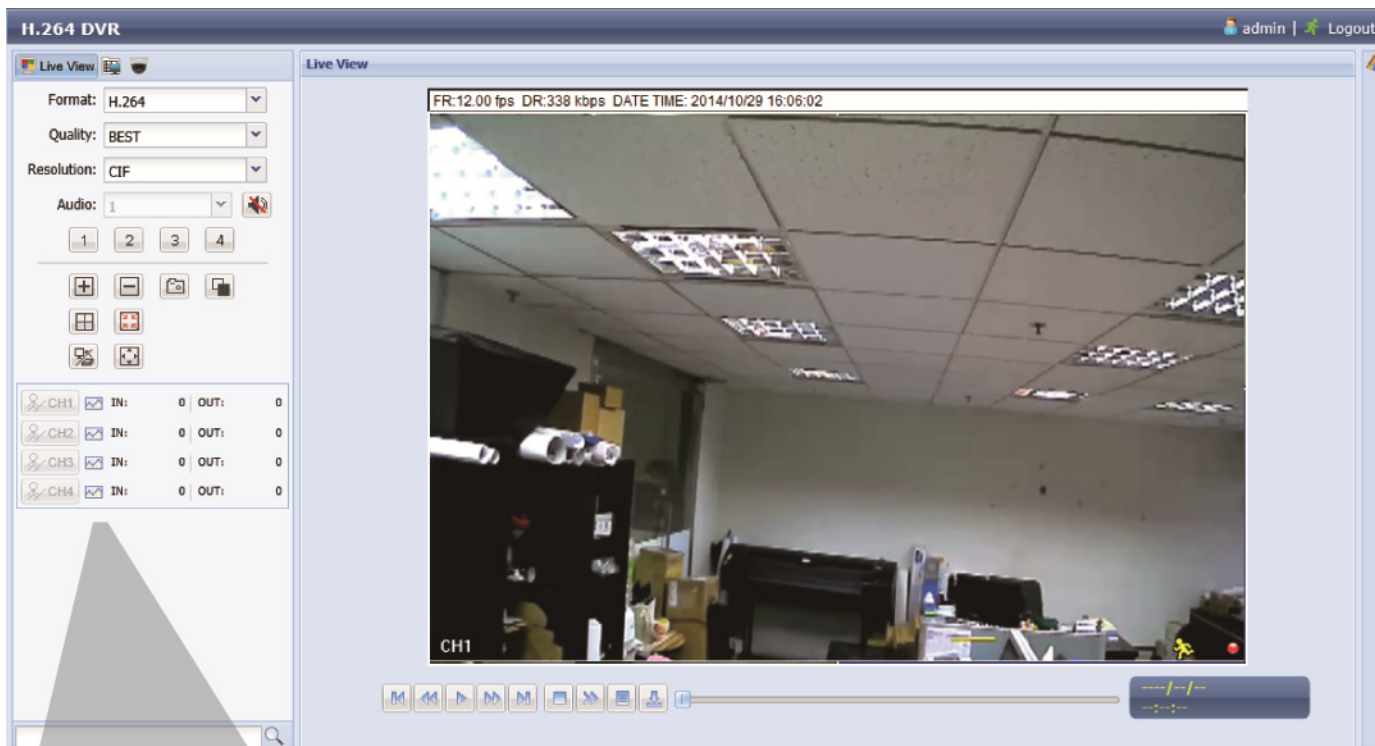 H.264 DVR
admin | Logout
Live View
Format: H.264
Quality: BEST
Resolution: CIF
Audio: 1
1 2 3 4
CH1 IN: 0 OUT: 0
CH2 IN: 0 OUT: 0
CH3 IN: 0 OUT: 0
CH4 IN: 0 OUT: 0
Live View
FR:12.00 fps DR:338 kbps DATE TIME: 2014/10/29 16:06:02
CH1
----/--/--
--:--:--